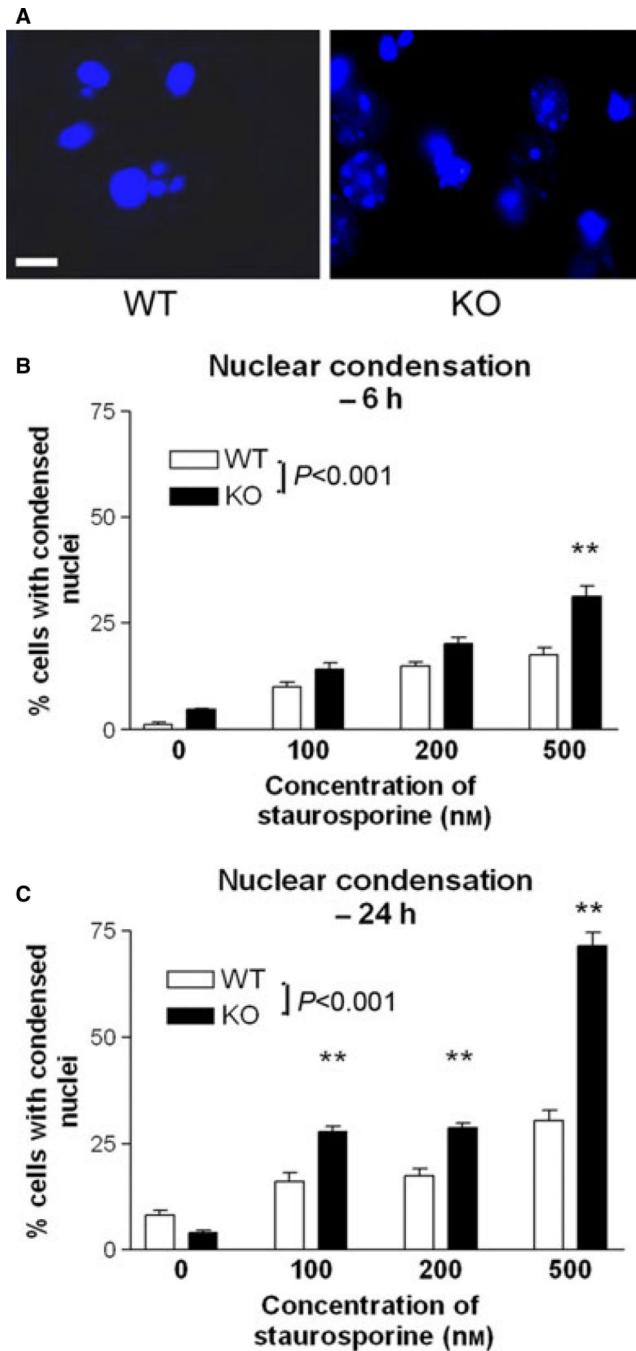 A
WT
KO
B
Nuclear condensation
– 6 h
75
50
25
0
% cells with condensed
nuclei
WT
KO
P<0.001
**
0 100 200 500
Concentration of
staurosporine (nM)
C
Nuclear condensation
– 24 h
75
50
25
0
% cells with condensed
nuclei
WT
KO
P<0.001
** ** **
0 100 200 500
Concentration of
staurosporine (nM)